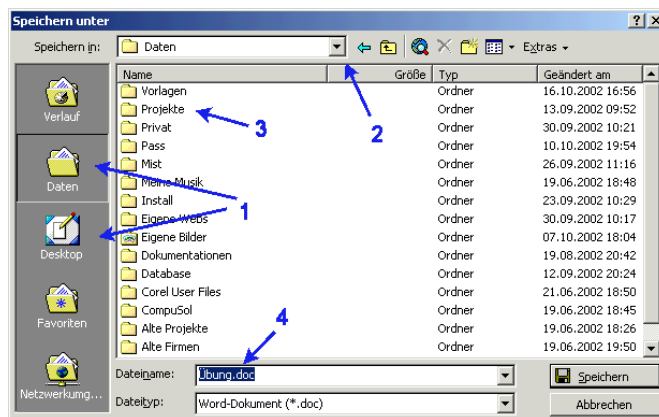 Speichern unter
Speichern in: Daten Extras
Name Größe Typ Geändert am
Vorlagen Ordner 16.10.2002 16:56
Projekte Ordner 13.09.2002 09:52
Privat Ordner 30.09.2002 10:21
Pass Ordner 10.10.2002 19:54
Mist Ordner 26.09.2002 11:16
Meine Musik Ordner 19.06.2002 18:48
Install Ordner 23.09.2002 10:29
Eigene Webs Ordner 30.09.2002 10:17
Eigene Bilder Ordner 07.10.2002 18:04
Dokumentationen Ordner 19.08.2002 20:42
Database Ordner 12.09.2002 20:24
Corel User Files Ordner 21.06.2002 18:50
CompuSol Ordner 19.06.2002 18:45
Alte Projekte Ordner 19.06.2002 18:26
Alte Firmen Ordner 19.06.2002 19:50
Verlauf
Daten
Desktop
Favoriten
Netzwerkumg...
1
2
3
4
Dateiname: Übung.doc Speichern
Dateityp: Word-Dokument (*.doc) Abbrechen